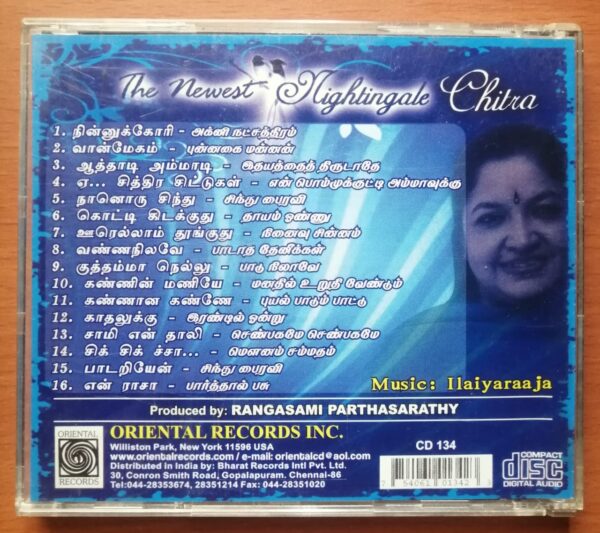 The Newest Nightingale Chitra
1. நின்னுக்கோரி - அக்னி நட்சத்திரம்
2. வான்மேகம் - புன்னகை மன்னன்
3. ஆத்தாடி அம்மாடி - இதயத்தைத் திருடாதே
4. ஏ... சித்திர சிட்டுகள் - என் பொம்முக்குட்டி அம்மாவுக்கு
5. நானொரு சிந்து - சிந்து பைரவி
6. கொட்டி கிடக்குது - தாயம் ஒண்ணு
7. ஊரெல்லாம் தூங்குது - நினைவு சின்னம்
8. வண்ணநிலவே - பாடாத தேனீக்கள்
9. குத்தம்மா நெல்லு - பாடு நிலாவே
10. கண்ணின் மணியே - மனதில் உறுதி வேண்டும்
11. கண்ணான கண்ணே - புயல் பாடும் பாட்டு
12. காதலுக்கு - இரண்டில் ஒன்று
13. சாமி என் தாலி - செண்பகமே செண்பகமே
14. சிக் சிக் ச்சா... - மௌனம் சம்மதம்
15. பாடறியேன் - சிந்து பைரவி
16. என் ராசா - பார்த்தால் பசு
Music: Ilaiyaraaja
Produced by: RANGASAMI PARTHASARATHY
ORIENTAL RECORDS
ORIENTAL RECORDS INC.
Williston Park, New York 11596 USA
www.orientalrecords.com / e-mail: orientalcd@aol.com
Distributed in India by: Bharat Records Intl Pvt. Ltd.
30, Conron Smith Road, Gopalapuram. Chennai-86
Tel:044-28353674, 28351214 Fax:044-28351020
CD 134
7 54061 01342
COMPACT
disc
DIGITAL AUDIO